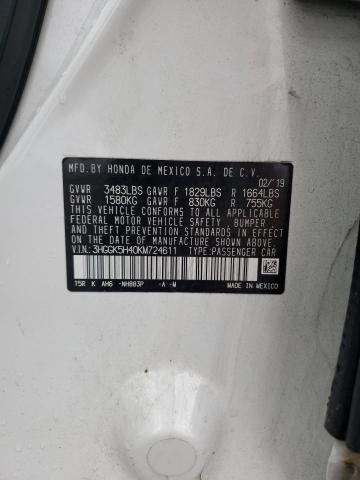 MFD.BY HONDA DE MEXICO S.A. DE C.V.
02/'19
GVWR 3483LBS GAWR F 1829LBS R 1664LBS
GVWR 1580KG GAWR F 830KG R 755KG
THIS VEHICLE CONFORMS TO ALL APPLICABLE
FEDERAL MOTOR VEHICLE SAFETY, BUMPER
AND THEFT PREVENTION STANDARDS IN EFFECT
ON THE DATE OF MANUFACTURE SHOWN ABOVE.
V.I.N.:3HGGK5H40KM724611 TYPE:PASSENGER CAR
T5R K AH6 -NH883P -A -M
MADE IN MEXICO